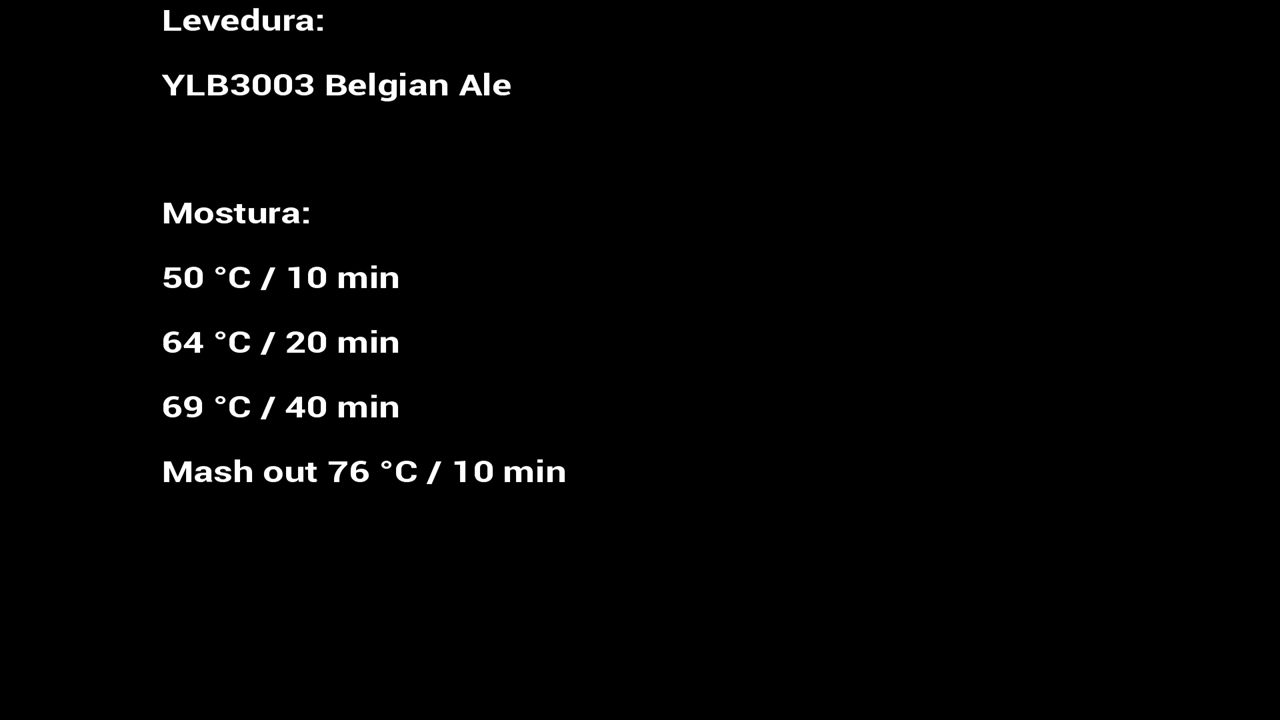 Levedura:
YLB3003 Belgian Ale
Mostura:
50 °C / 10 min
64 °C / 20 min
69 °C / 40 min
Mash out 76 °C / 10 min